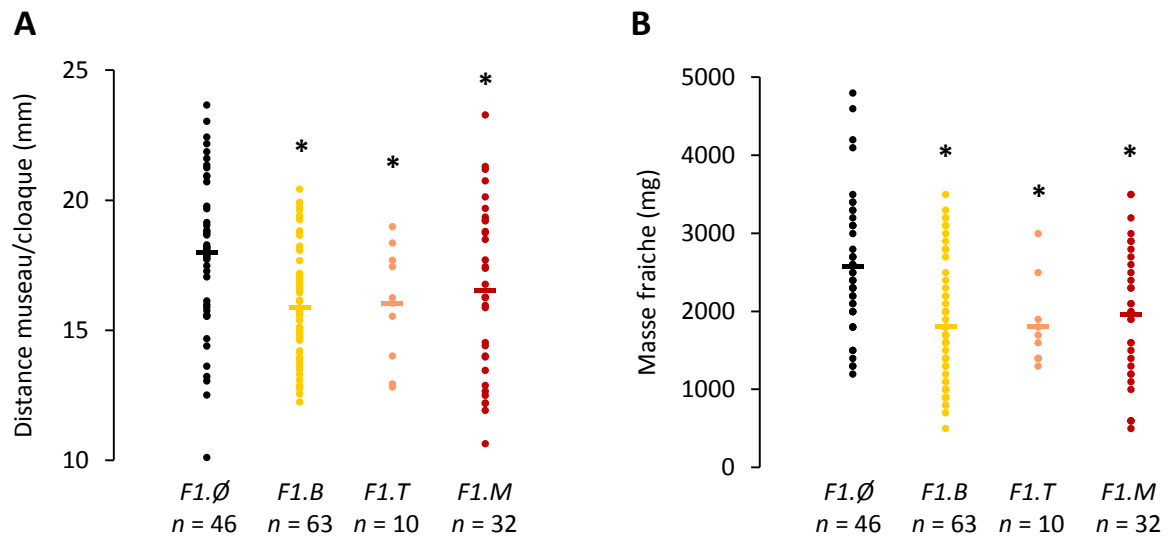 A
Distance museau/cloaque (mm)
25
20
15
10
*
*
*
F1.Ø
F1.B
F1.T
F1.M
n = 46
n = 63
n = 10
n = 32
B
Masse fraiche (mg)
5000
4000
3000
2000
1000
0
*
*
*
F1.Ø
F1.B
F1.T
F1.M
n = 46
n = 63
n = 10
n = 32